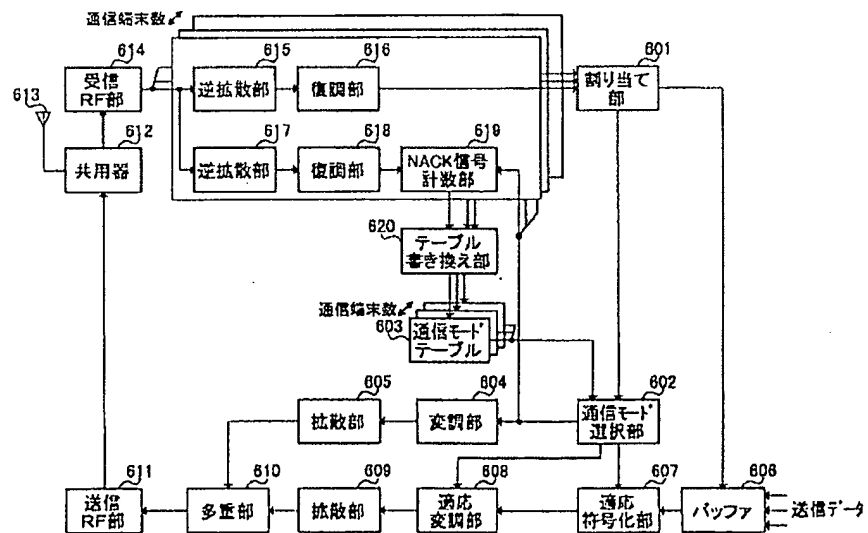 通信端末数
614
受信
RF部
615
逆拡散部
616
復調部
601
割り当て
部
613
612
共用器
617
逆拡散部
618
復調部
619
NACK信号
計数部
620
テーブル
書き換え部
通信端末数
603
通信モード
テーブル
605
拡散部
604
変調部
602
通信モード
選択部
611
送信
RF部
610
多重部
609
拡散部
608
適応
変調部
607
適応
符号化部
606
バッファ
送信データ